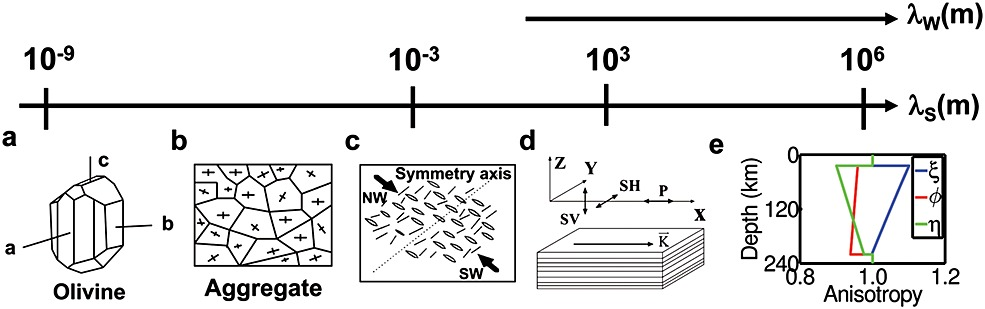 λW(m)
10-9
10-3
103
106
λS(m)
a
b
c
d
e
c
a
b
Olivine
Aggregate
Symmetry axis
NW
SW
Z
Y
SH
P
SV
X
K
Depth (km)
0
120
240
0.8
1.0
1.2
Anisotropy
ξ
ϕ
η